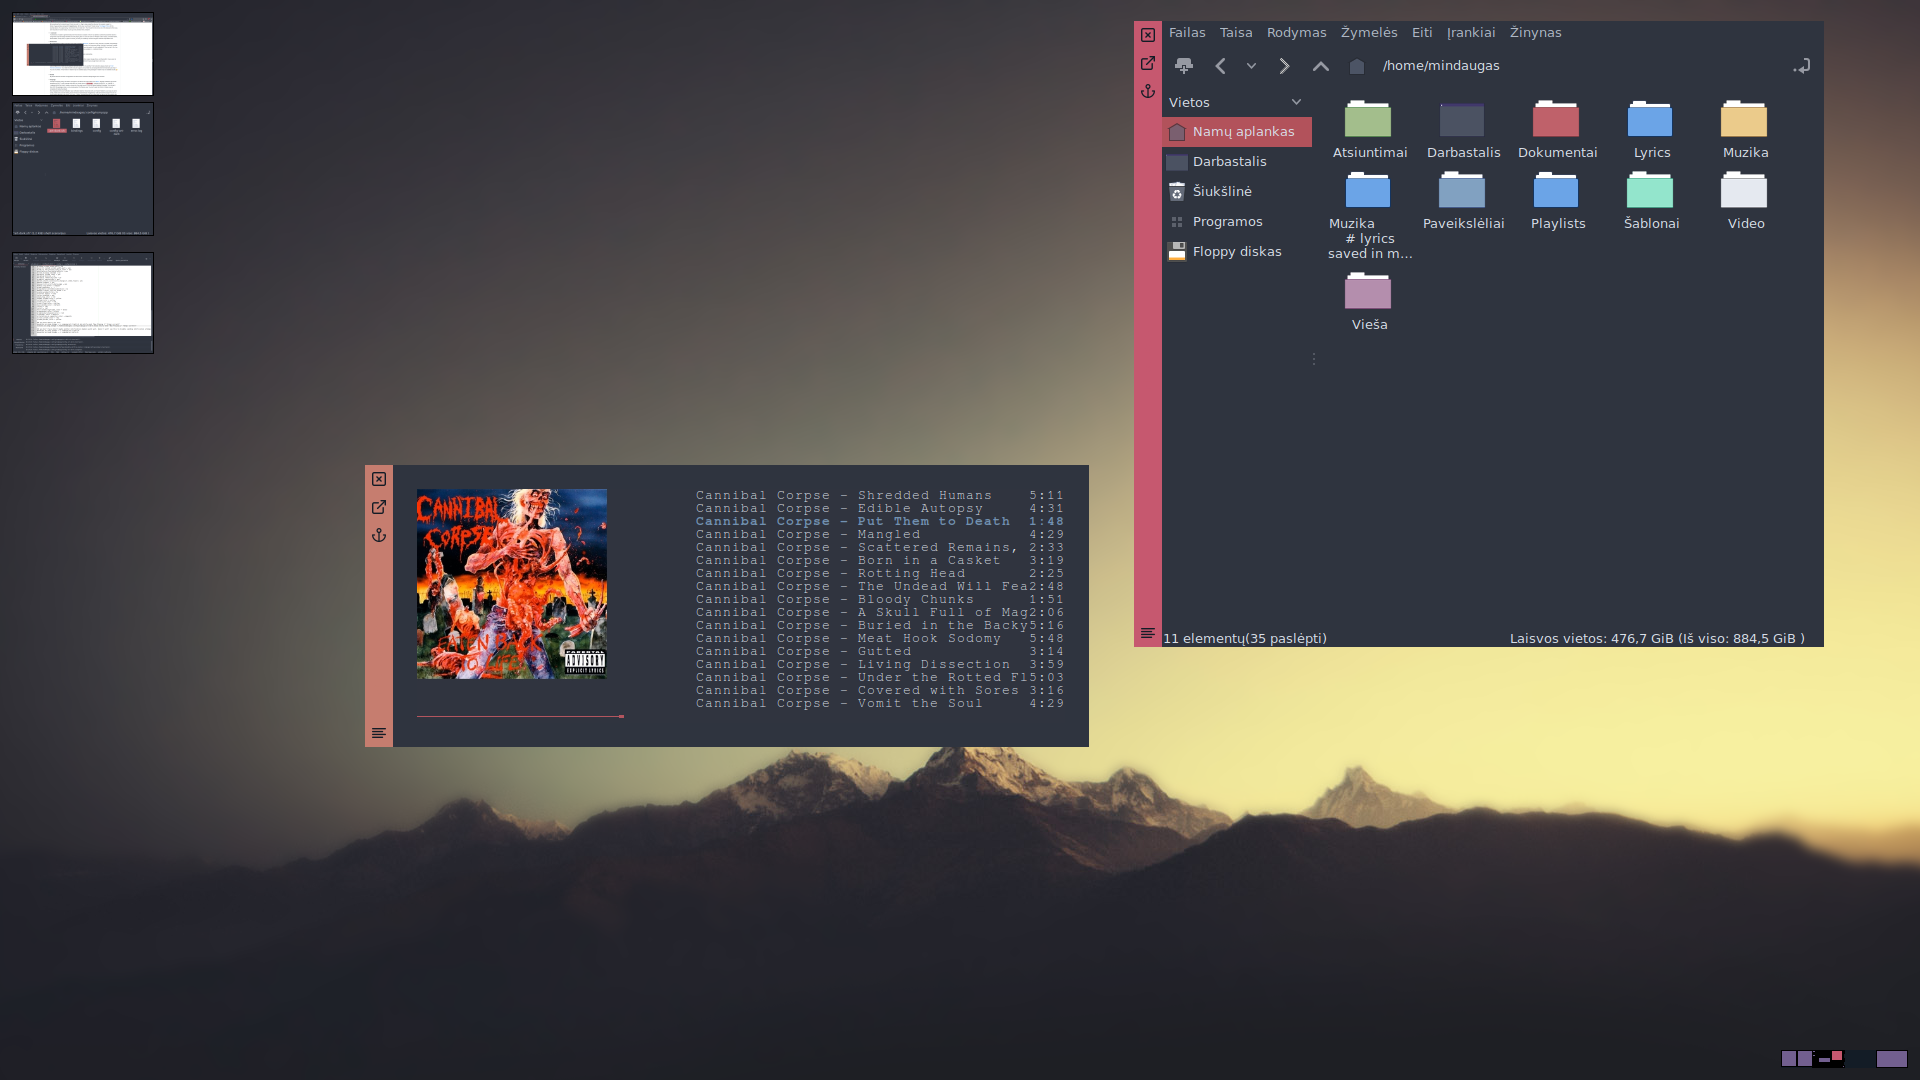 Failas Taisa Rodymas Žymelės Eiti Įrankiai Žinynas
/home/mindaugas
Vietos
Namų aplankas
Darbastalis
Šiukšlinė
Programos
Floppy diskas
Atsiuntimai
Darbastalis
Dokumentai
Lyrics
Muzika
Muzika
# lyrics
saved in m...
Paveikslėliai
Playlists
Šablonai
Video
Vieša
11 elementų(35 paslėpti)
Laisvos vietos: 476,7 GiB (Iš viso: 884,5 GiB )
CANNIBAL
CORPSE
EATEN BACK
TO LIFE
PARENTAL
ADVISORY
EXPLICIT LYRICS
Cannibal Corpse - Shredded Humans 5:11
Cannibal Corpse - Edible Autopsy 4:31
Cannibal Corpse - Put Them to Death 1:48
Cannibal Corpse - Mangled 4:29
Cannibal Corpse - Scattered Remains, 2:33
Cannibal Corpse - Born in a Casket 3:19
Cannibal Corpse - Rotting Head 2:25
Cannibal Corpse - The Undead Will Fea2:48
Cannibal Corpse - Bloody Chunks 1:51
Cannibal Corpse - A Skull Full of Mag2:06
Cannibal Corpse - Buried in the Backy5:16
Cannibal Corpse - Meat Hook Sodomy 5:48
Cannibal Corpse - Gutted 3:14
Cannibal Corpse - Living Dissection 3:59
Cannibal Corpse - Under the Rotted Fl5:03
Cannibal Corpse - Covered with Sores 3:16
Cannibal Corpse - Vomit the Soul 4:29